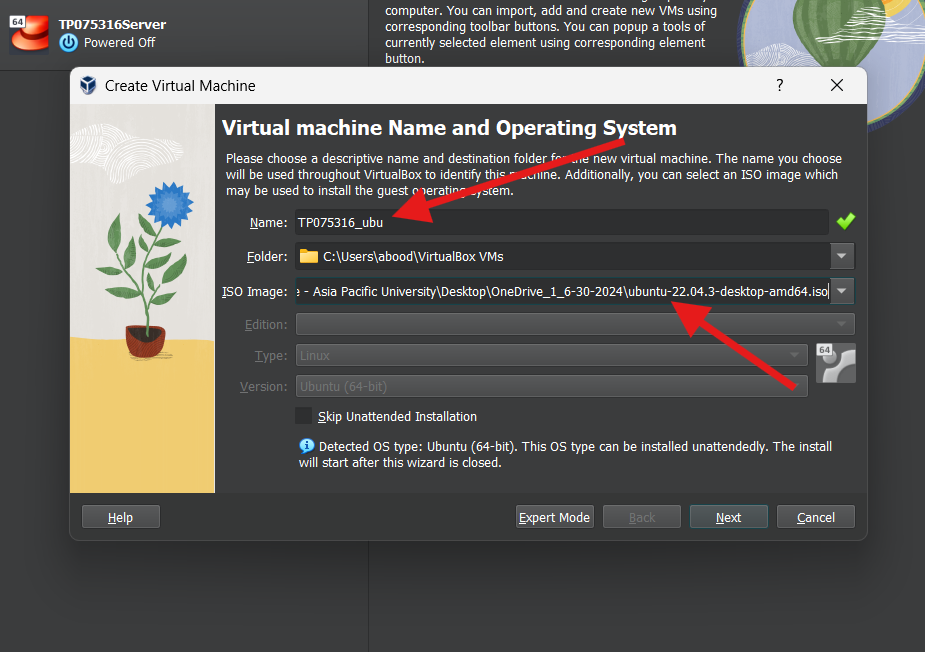 64
TP075316Server
Powered Off
computer. You can import, add and create new VMs using
corresponding toolbar buttons. You can popup a tools of
currently selected element using corresponding element
button.
Create Virtual Machine
?
Virtual machine Name and Operating System
Please choose a descriptive name and destination folder for the new virtual machine. The name you choose
will be used throughout VirtualBox to identify this machine. Additionally, you can select an ISO image which
may be used to install the guest operating system.
Name: TP075316_ubu
Folder: C:\Users\abood\VirtualBox VMs
ISO Image: e - Asia Pacific University\Desktop\OneDrive_1_6-30-2024\ubuntu-22.04.3-desktop-amd64.iso
Edition:
Type: Linux
64
Version: Ubuntu (64-bit)
Skip Unattended Installation
Detected OS type: Ubuntu (64-bit). This OS type can be installed unattendedly. The install
will start after this wizard is closed.
Help Expert Mode Back Next Cancel